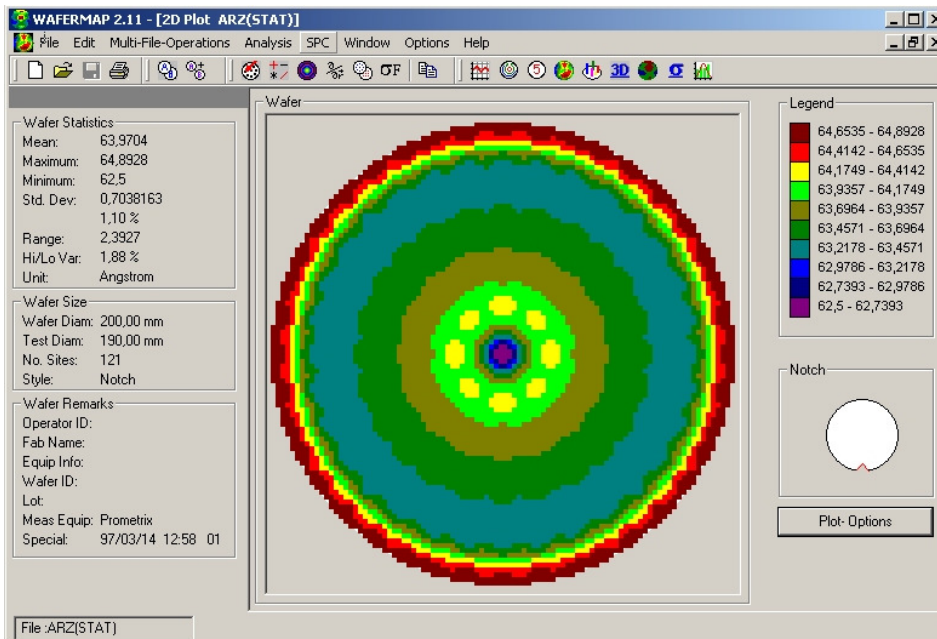 WAFERMAP 2.11 - [2D Plot ARZ(STAT)]
File Edit Multi-File-Operations Analysis SPC Window Options Help
σF 5 3D σ
Wafer Statistics
Mean: 63,9704
Maximum: 64,8928
Minimum: 62,5
Std. Dev: 0,7038163
1,10 %
Range: 2,3927
Hi/Lo Var: 1,88 %
Unit: Angstrom
Wafer Size
Wafer Diam: 200,00 mm
Test Diam: 190,00 mm
No. Sites: 121
Style: Notch
Wafer Remarks
Operator ID:
Fab Name:
Equip Info:
Wafer ID:
Lot:
Meas Equip: Prometrix
Special: 97/03/14 12:58 01
Wafer
Legend
64,6535 - 64,8928
64,4142 - 64,6535
64,1749 - 64,4142
63,9357 - 64,1749
63,6964 - 63,9357
63,4571 - 63,6964
63,2178 - 63,4571
62,9786 - 63,2178
62,7393 - 62,9786
62,5 - 62,7393
Notch
Plot- Options
File :ARZ(STAT)